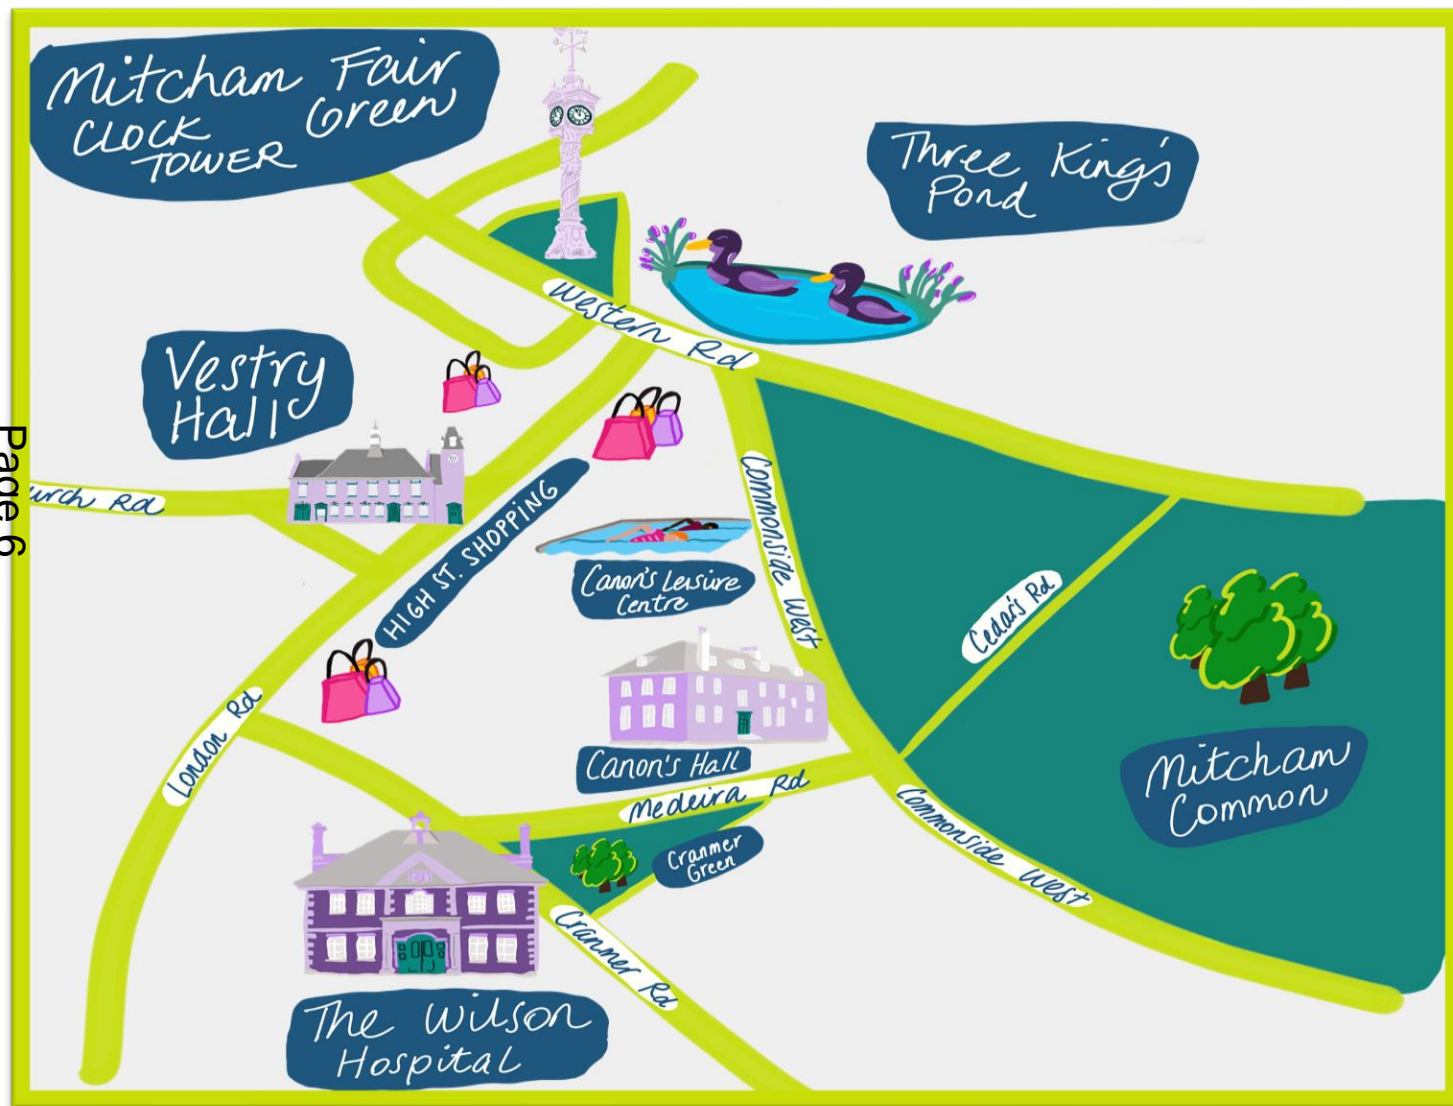 Mitcham Fair
Green
CLOCK
TOWER
Three King's
Pond
Western Rd
Vestry
Hall
urch Rd
Page 6
HIGH ST. SHOPPING
Commonside West
Canon's Leisure
Centre
Cedar's Rd
London Rd
Canon's Hall
Medeira Rd
Mitcham
Common
Cranmer
Green
Commonside West
Cranmer Rd
The Wilson
Hospital